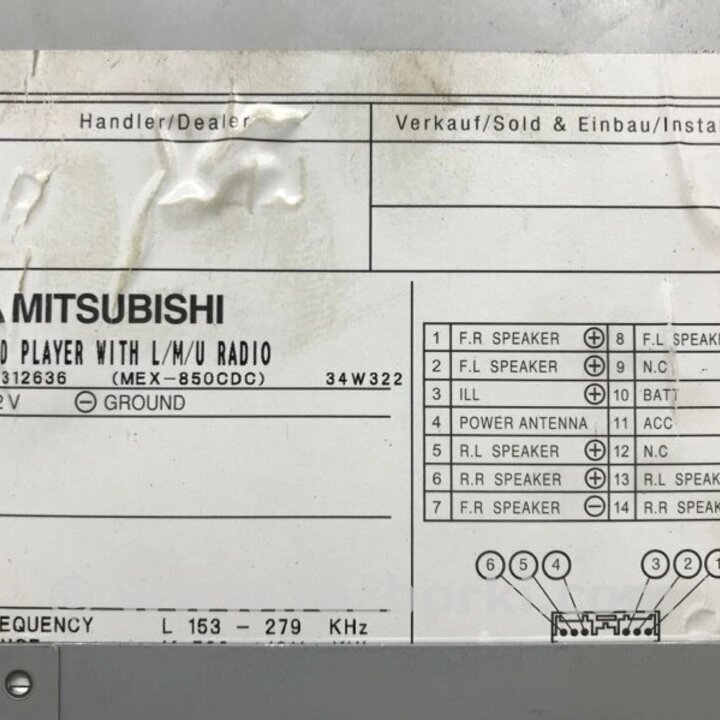 Handler/Dealer
Verkauf/Sold & Einbau/Insta
MITSUBISHI
D PLAYER WITH L/M/U RADIO
312636 (MEX-850CDC) 34W322
2V ⊖ GROUND
1 F.R SPEAKER ⊕ 8 F.L SPEAKE
2 F.L SPEAKER ⊕ 9 N.C
3 ILL ⊕ 10 BATT
4 POWER ANTENNA 11 ACC
5 R.L SPEAKER ⊕ 12 N.C
6 R.R SPEAKER ⊕ 13 R.L SPEAK
7 F.R SPEAKER ⊖ 14 R.R SPEAK
6 5 4 3 2 1
EQUENCY L 153 - 279 KHz